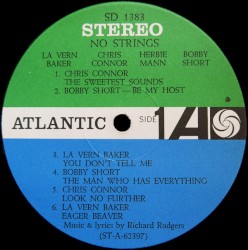 SD 1383
STEREO
NO STRINGS
LA VERN CHRIS HERBIE BOBBY
BAKER CONNOR MANN SHORT
1. CHRIS CONNOR
THE SWEETEST SOUNDS
2. BOBBY SHORT—BE MY HOST
ATLANTIC SIDE 1 A
3. LA VERN BAKER
YOU DON'T TELL ME
4. BOBBY SHORT
THE MAN WHO HAS EVERYTHING
5. CHRIS CONNOR
LOOK NO FURTHER
6. LA VERN BAKER
EAGER BEAVER
Music & lyrics by Richard Rodgers
(ST-A-62397)